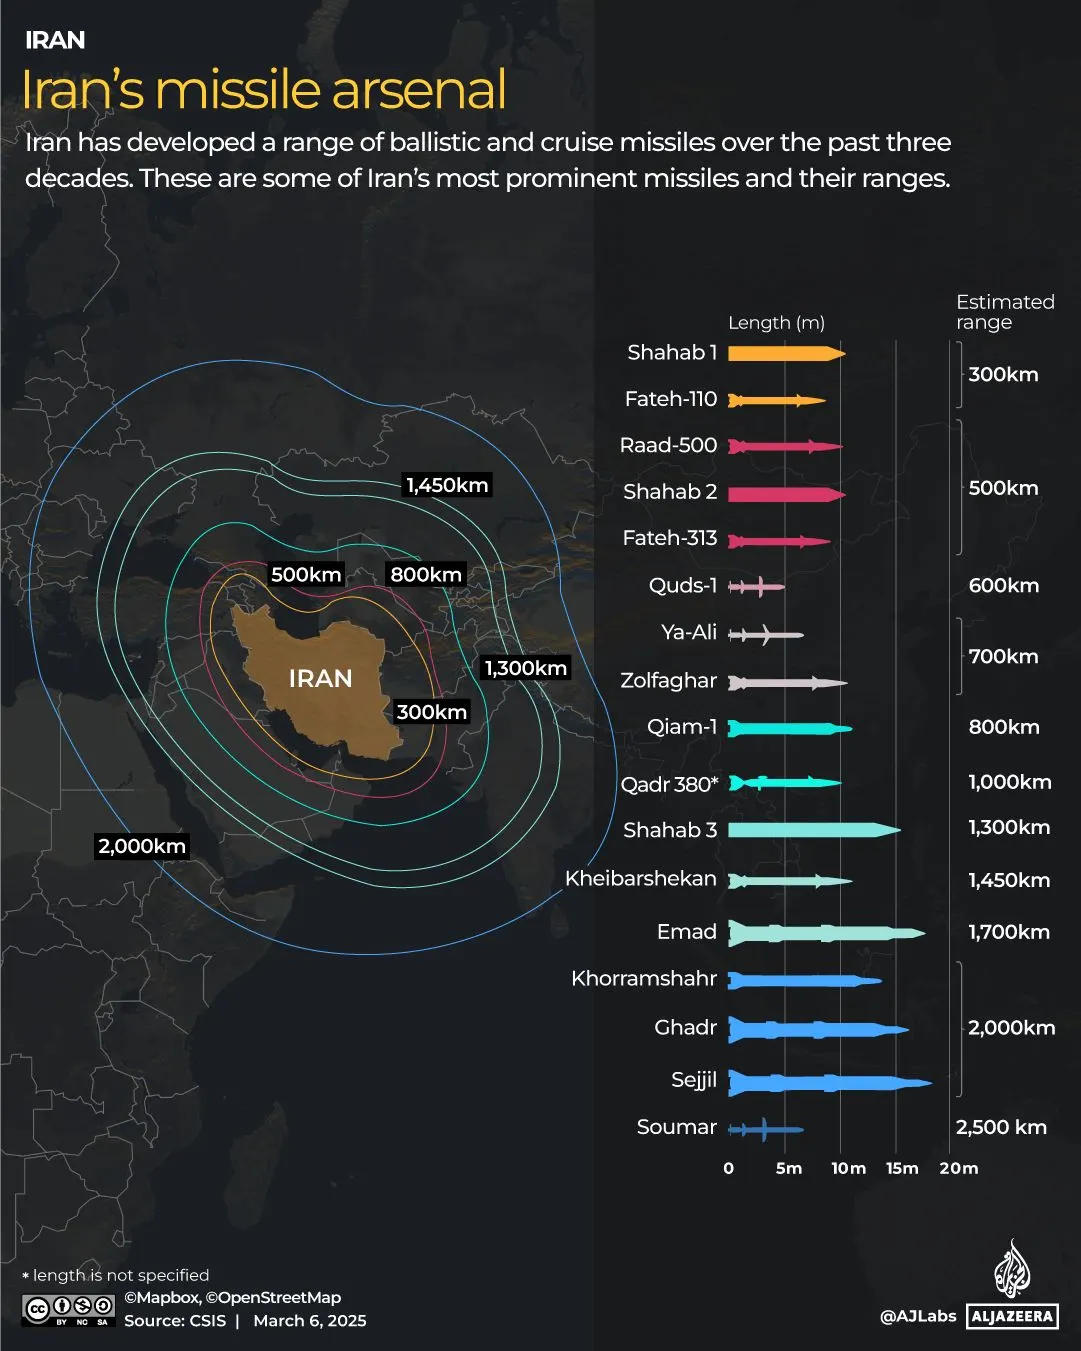 IRAN
Iran's missile arsenal
Iran has developed a range of ballistic and cruise missiles over the past three
decades. These are some of Iran's most prominent missiles and their ranges.
Length (m)
Estimated
range
Shahab 1
Fateh-110
300km
Raad-500
Shahab 2
Fateh-313
500km
Quds-1
600km
Ya-Ali
Zolfaghar
700km
Qiam-1
800km
Qadr 380*
1,000km
Shahab 3
1,300km
Kheibarshekan
1,450km
Emad
1,700km
Khorramshahr
Ghadr
Sejjil
2,000km
Soumar
2,500 km
0
5m
10m
15m
20m
1,450km
500km
800km
1,300km
IRAN
300km
2,000km
* length is not specified
©Mapbox, ©OpenStreetMap
Source: CSIS | March 6, 2025
CC
BY NC SA
@AJLabs
ALJAZEERA